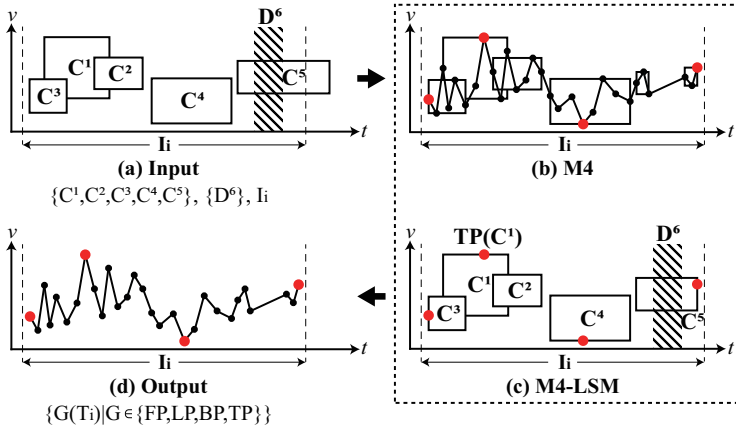 v
D⁶
C¹
C²
C³
C⁴
C⁵
t
Iᵢ
(a) Input
{C¹,C²,C³,C⁴,C⁵}, {D⁶}, Iᵢ
v
t
Iᵢ
(b) M4
v
t
Iᵢ
(d) Output
{G(Tᵢ)|G∈{FP,LP,BP,TP}}
v
TP(C¹)
D⁶
C¹
C²
C³
C⁴
C⁵
t
Iᵢ
(c) M4-LSM